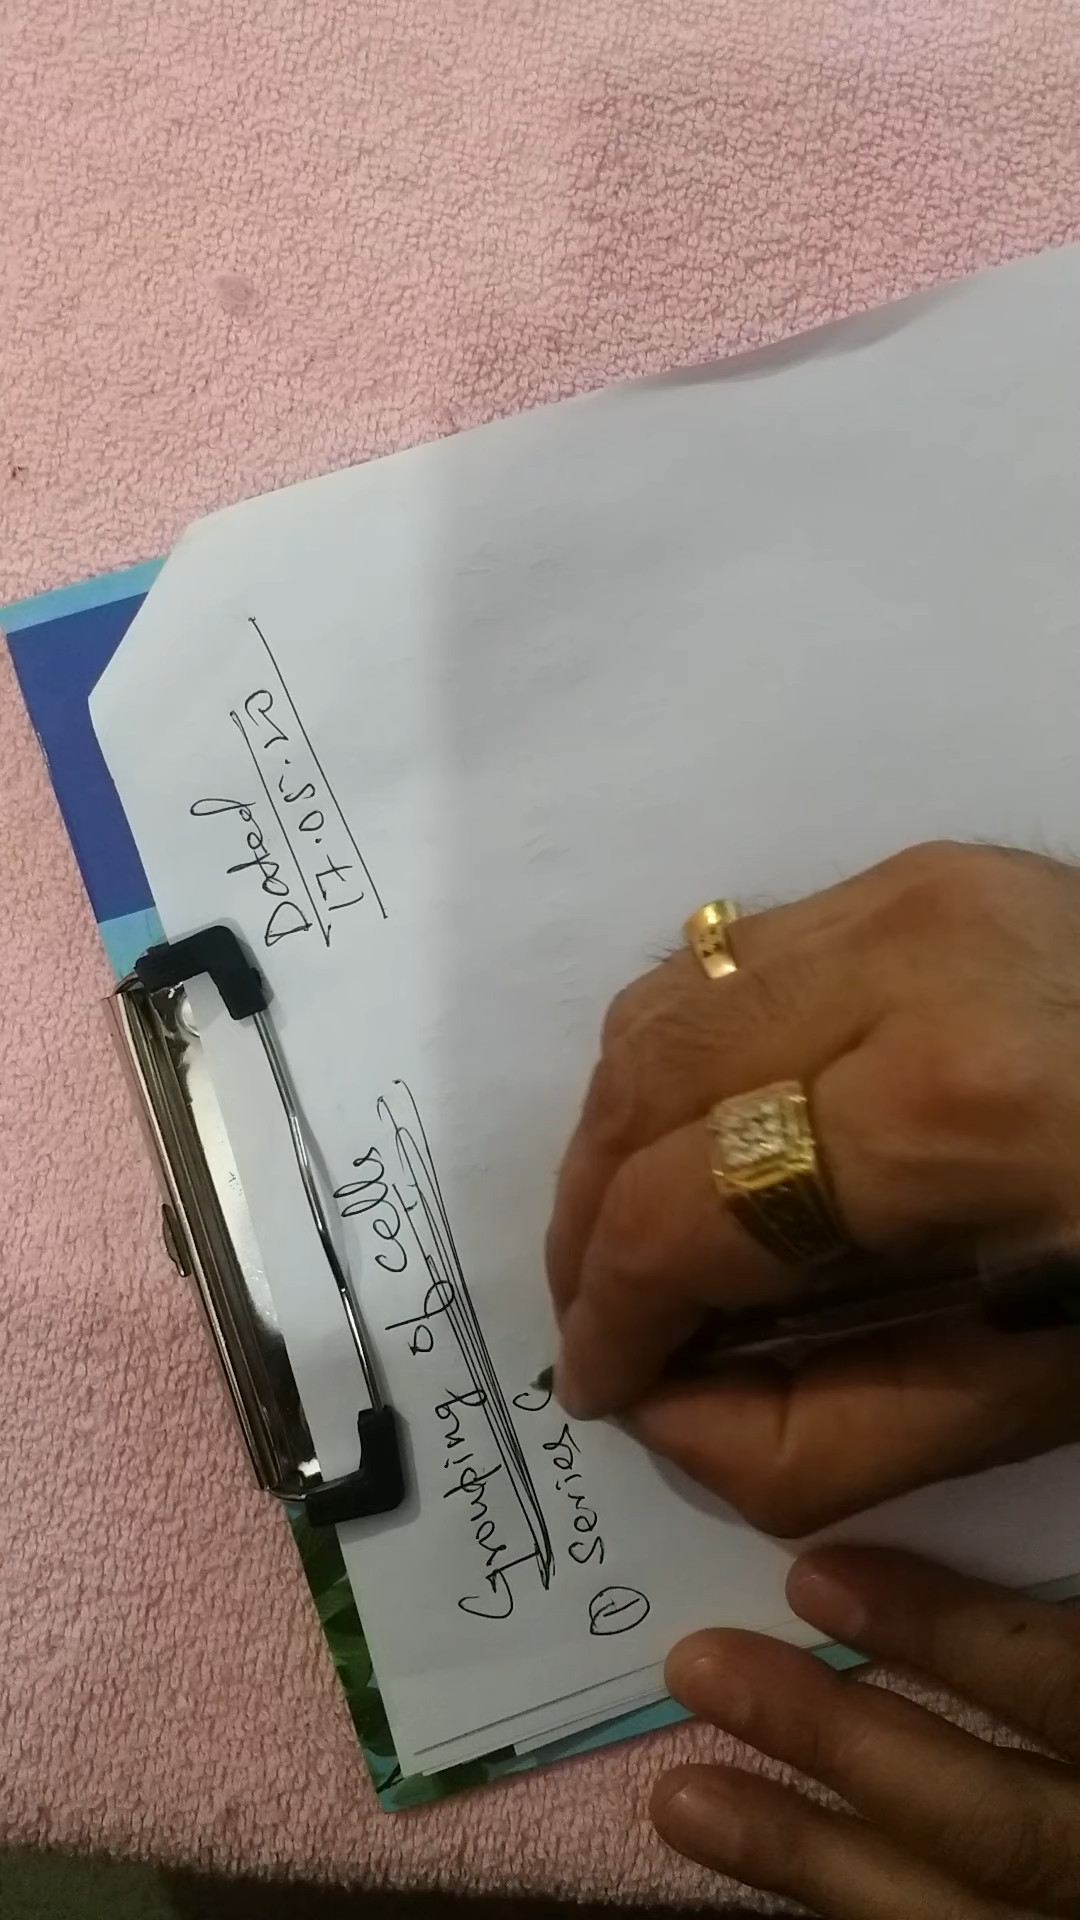 Dated
17.05.25
Grouping of cells
① Series C